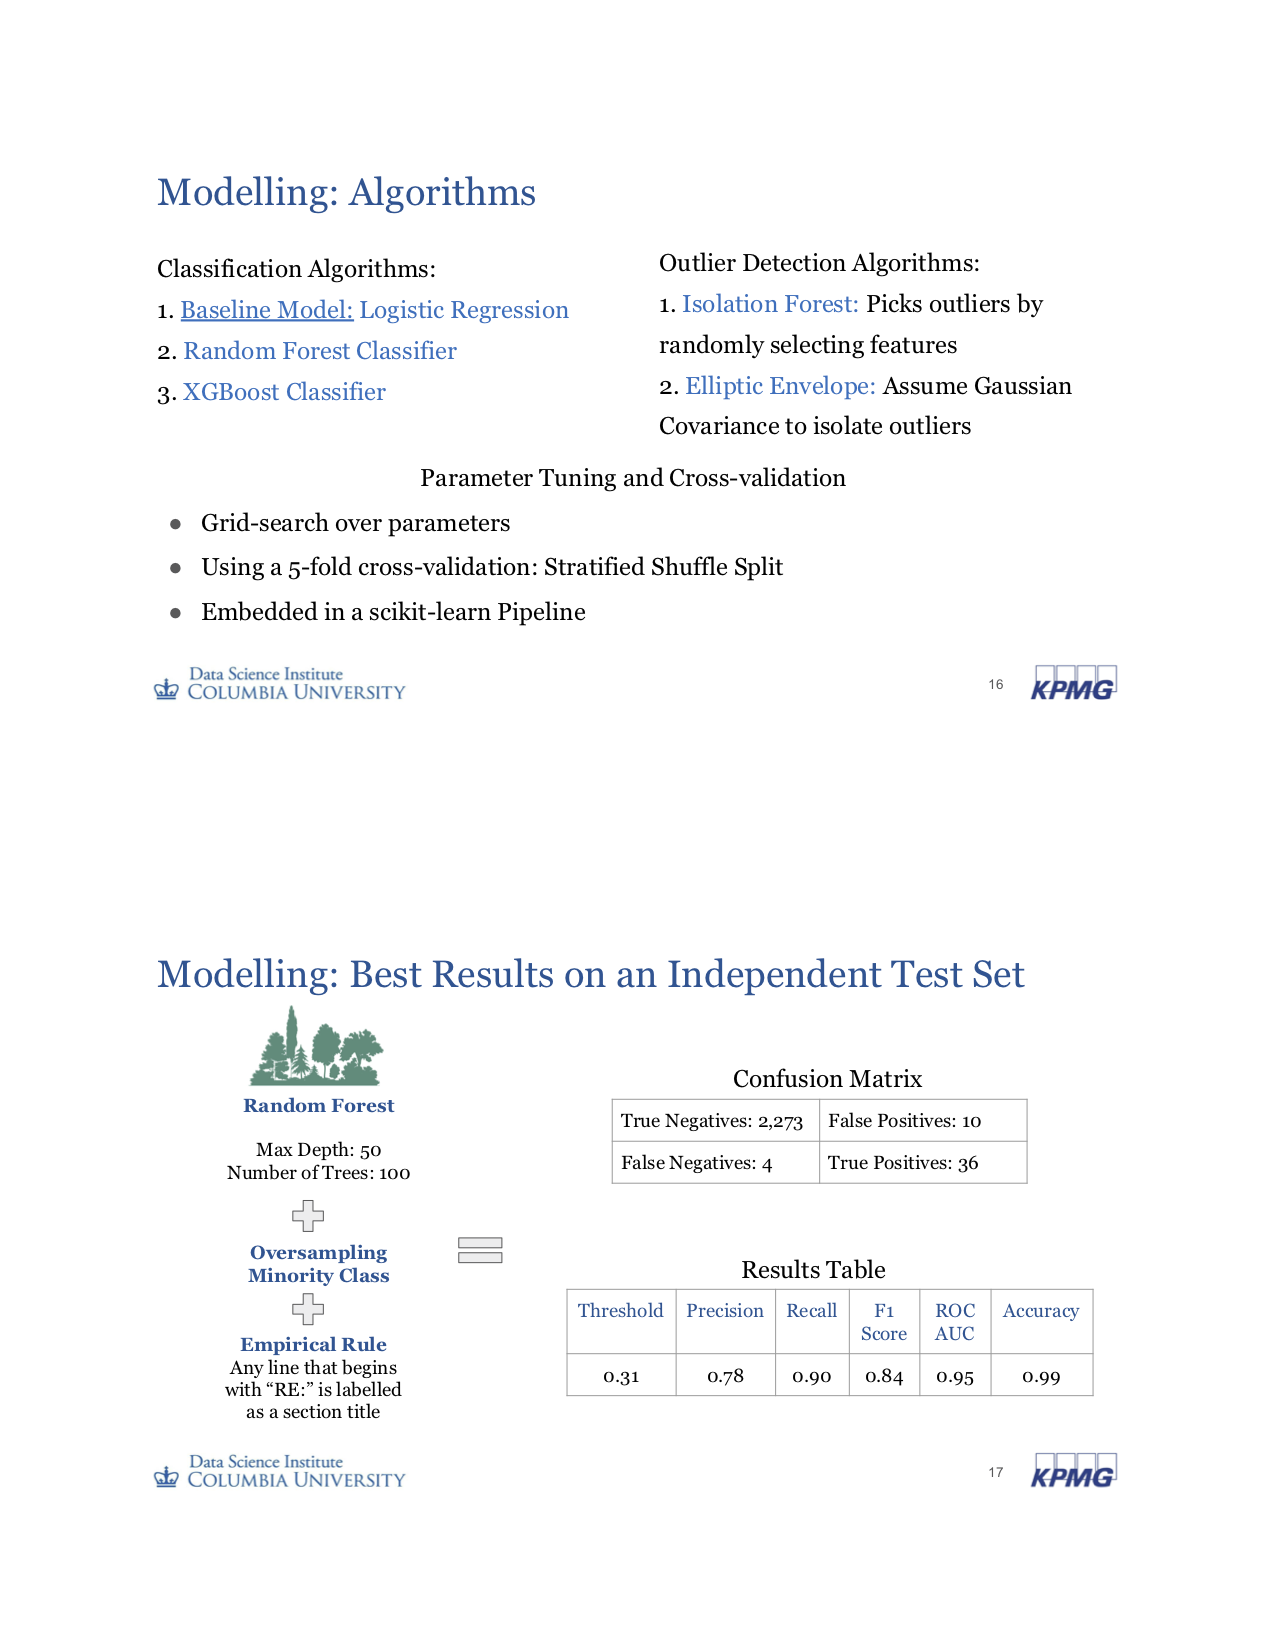 Modelling: Algorithms
Classification Algorithms:
1. Baseline Model: Logistic Regression
2. Random Forest Classifier
3. XGBoost Classifier
Outlier Detection Algorithms:
1. Isolation Forest: Picks outliers by
randomly selecting features
2. Elliptic Envelope: Assume Gaussian
Covariance to isolate outliers
Parameter Tuning and Cross-validation
● Grid-search over parameters
● Using a 5-fold cross-validation: Stratified Shuffle Split
● Embedded in a scikit-learn Pipeline
Data Science Institute
COLUMBIA UNIVERSITY
16
KPMG
Modelling: Best Results on an Independent Test Set
Random Forest
Max Depth: 50
Number of Trees: 100
Oversampling
Minority Class
Empirical Rule
Any line that begins
with “RE:” is labelled
as a section title
Confusion Matrix
True Negatives: 2,273 False Positives: 10
False Negatives: 4 True Positives: 36
Results Table
Threshold Precision Recall F1 Score ROC AUC Accuracy
0.31 0.78 0.90 0.84 0.95 0.99
Data Science Institute
COLUMBIA UNIVERSITY
17
KPMG